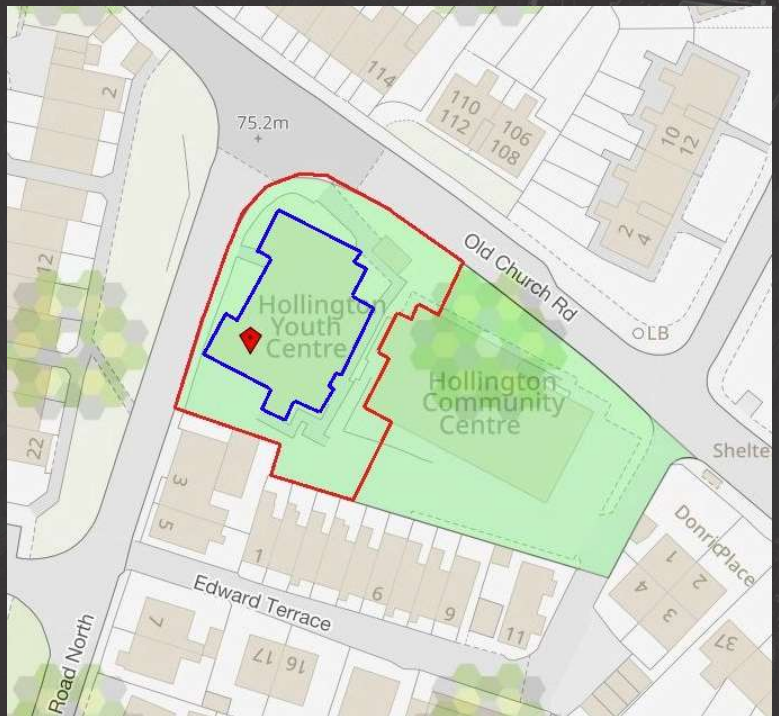 2
114
75.2m
110
112
106
108
10
12
2
4
12
Old Church Rd
Hollington
Youth
Centre
LB
Hollington
Community
Centre
22
Shelte
3
5
1
6
9
11
Donric Place
1
2
4
3
37
Edward Terrace
7
17
16
Road North